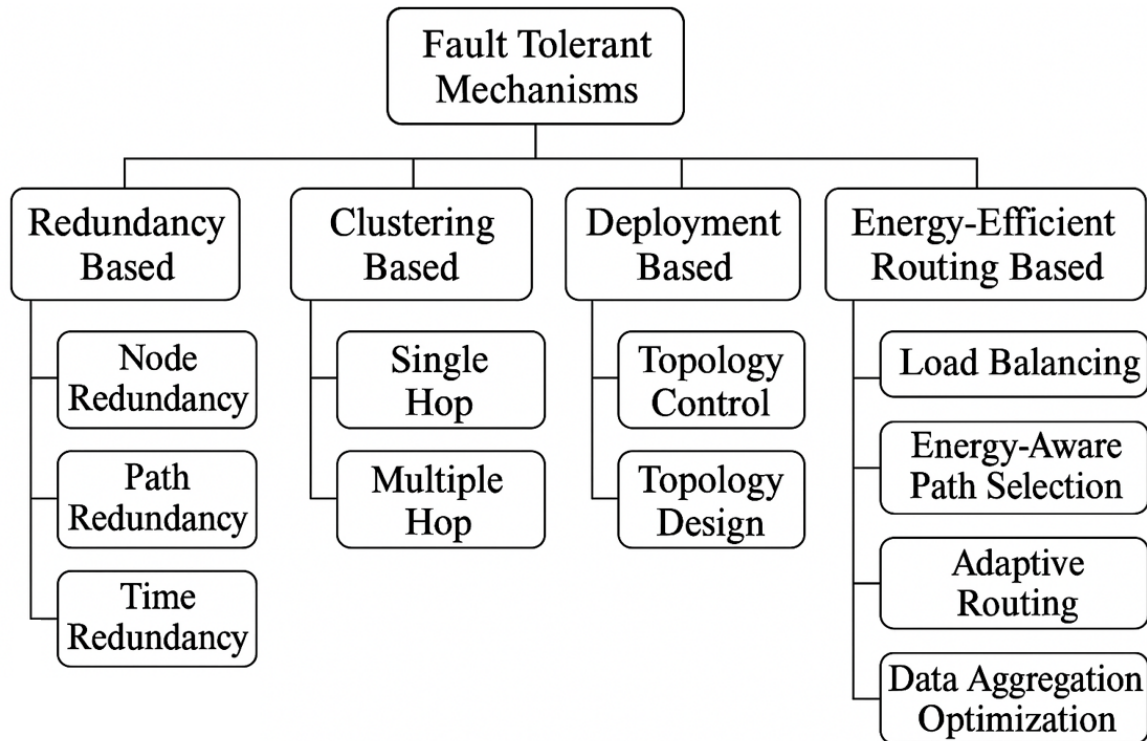 Fault Tolerant
Mechanisms
Redundancy
Based
Clustering
Based
Deployment
Based
Energy-Efficient
Routing Based
Node
Redundancy
Path
Redundancy
Time
Redundancy
Single
Hop
Multiple
Hop
Topology
Control
Topology
Design
Load Balancing
Energy-Aware
Path Selection
Adaptive
Routing
Data Aggregation
Optimization